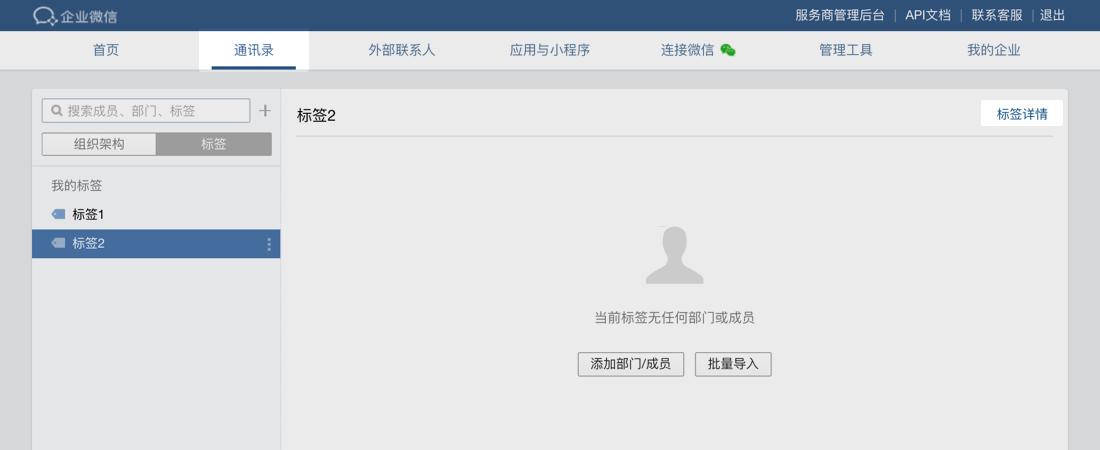 企业微信 服务商管理后台 | API文档 | 联系客服 | 退出
首页 通讯录 外部联系人 应用与小程序 连接微信 管理工具 我的企业
搜索成员、部门、标签
标签2 标签详情
组织架构 标签
我的标签
标签1
标签2
当前标签无任何部门或成员
添加部门/成员 批量导入